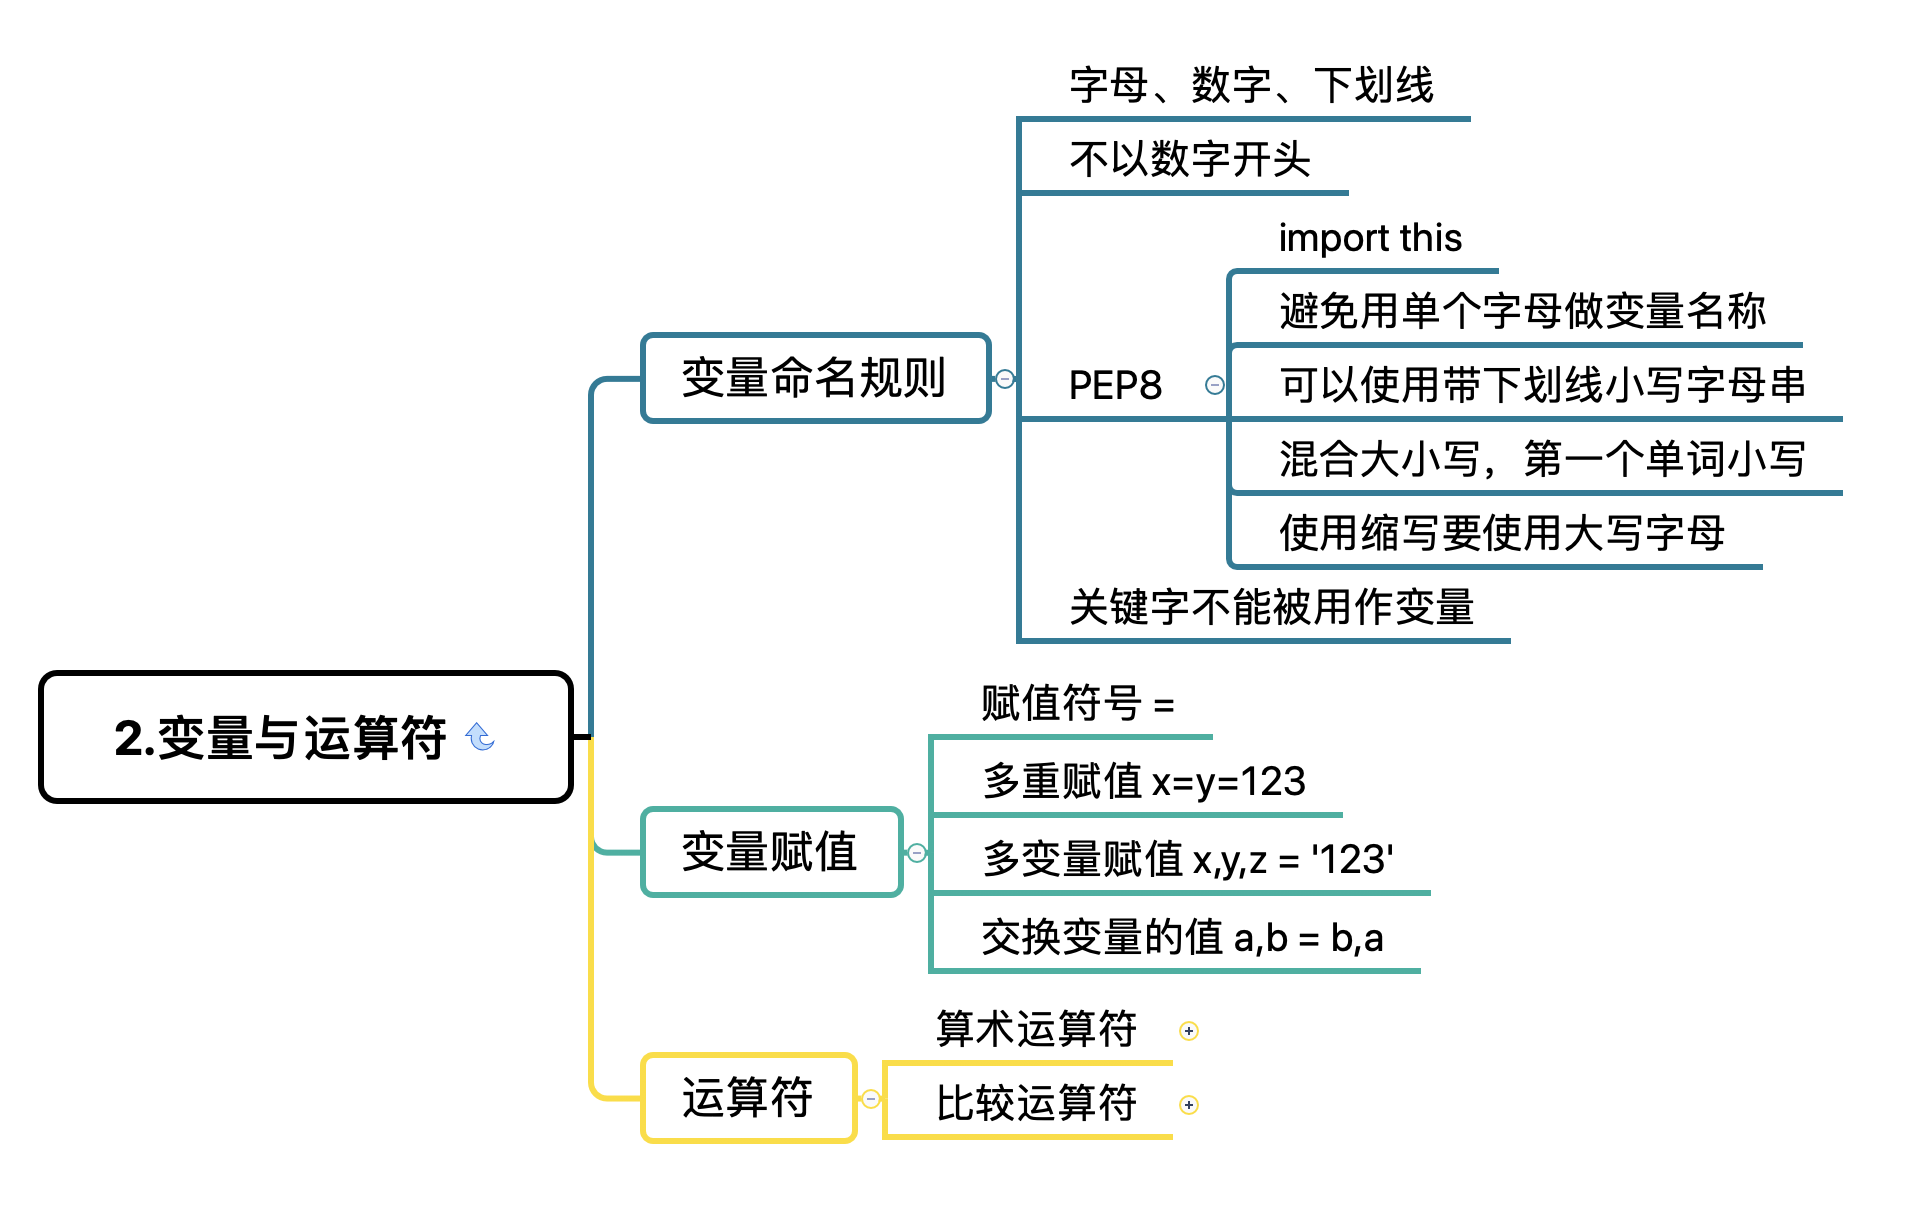 字母、数字、下划线
不以数字开头
import this
避免用单个字母做变量名称
变量命名规则
PEP8
可以使用带下划线小写字母串
混合大小写，第一个单词小写
使用缩写要使用大写字母
关键字不能被用作变量
2.变量与运算符
赋值符号 =
多重赋值 x=y=123
变量赋值
多变量赋值 x,y,z = '123'
交换变量的值 a,b = b,a
算术运算符
运算符
比较运算符